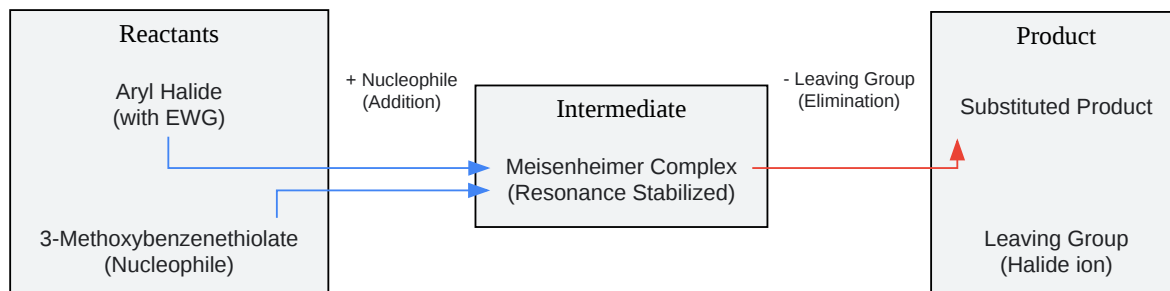 Reactants
Aryl Halide
(with EWG)
3-Methoxybenzenethiolate
(Nucleophile)
+ Nucleophile
(Addition)
Intermediate
Meisenheimer Complex
(Resonance Stabilized)
- Leaving Group
(Elimination)
Product
Substituted Product
Leaving Group
(Halide ion)